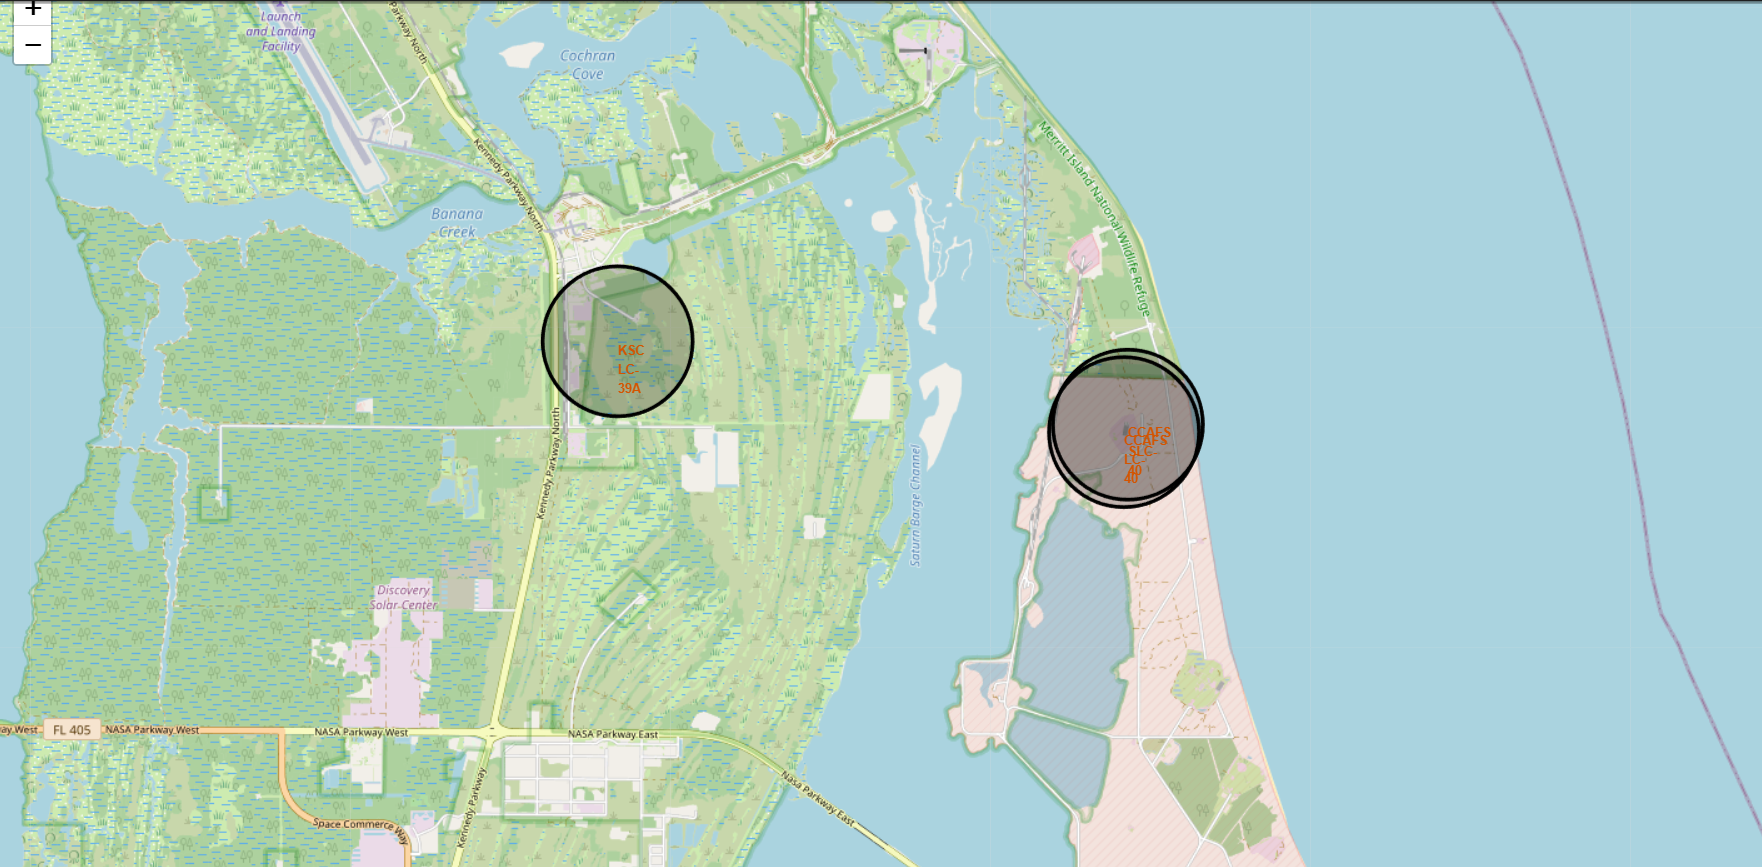 +
−
Launch
and Landing
Facility
Parkway North
Cochran
Cove
Kennedy Parkway North
Merritt Island National Wildlife Refuge
Banana
Creek
KSC
LC
39A
CCAFS
SLC
40
CCAFS
LC
40
Kennedy Parkway North
Saturn Barge Channel
Discovery
Solar Center
ay West
FL 405
NASA Parkway West
NASA Parkway West
NASA Parkway East
Nasa Parkway East
Kennedy Parkway
Space Commerce Way